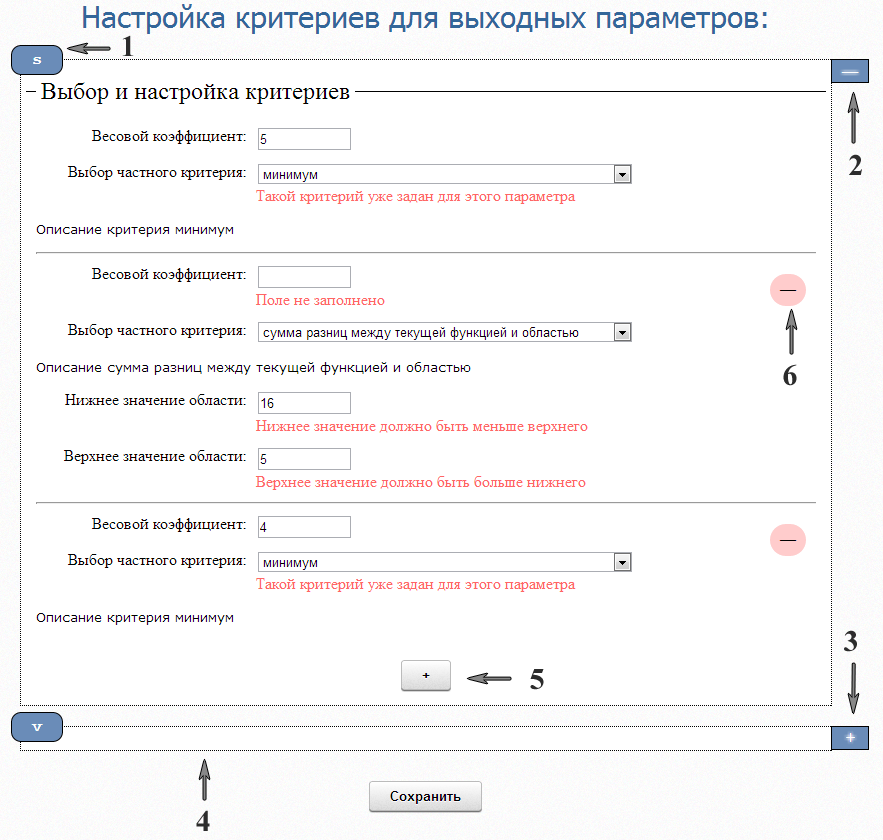 Настройка критериев для выходных параметров:
1
s
—
Выбор и настройка критериев
2
Весовой коэффициент: 5
Выбор частного критерия: минимум
Такой критерий уже задан для этого параметра
Описание критерия минимум
Весовой коэффициент:
—
Поле не заполнено
Выбор частного критерия: сумма разниц между текущей функцией и областью
6
Описание сумма разниц между текущей функцией и областью
Нижнее значение области: 16
Нижнее значение должно быть меньше верхнего
Верхнее значение области: 5
Верхнее значение должно быть больше нижнего
Весовой коэффициент: 4
—
Выбор частного критерия: минимум
Такой критерий уже задан для этого параметра
Описание критерия минимум
3
+
5
v
+
Сохранить
4